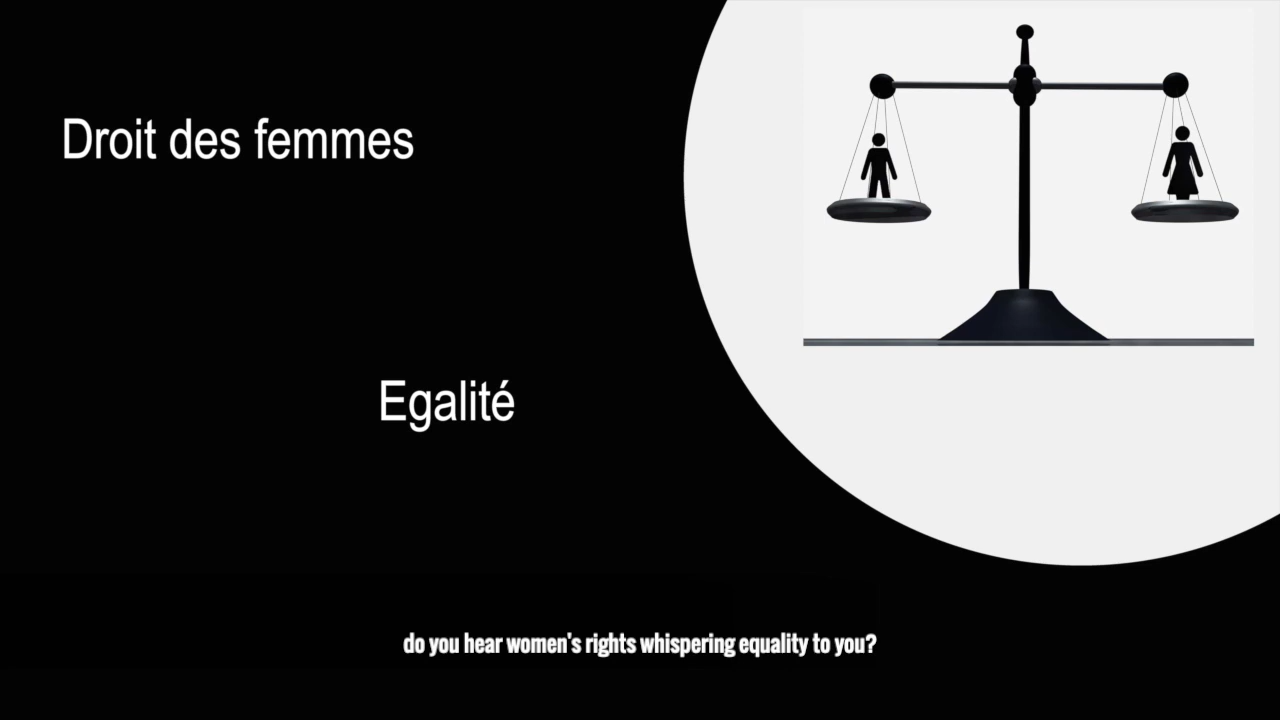 Droit des femmes
Egalité
do you hear women's rights whispering equality to you?